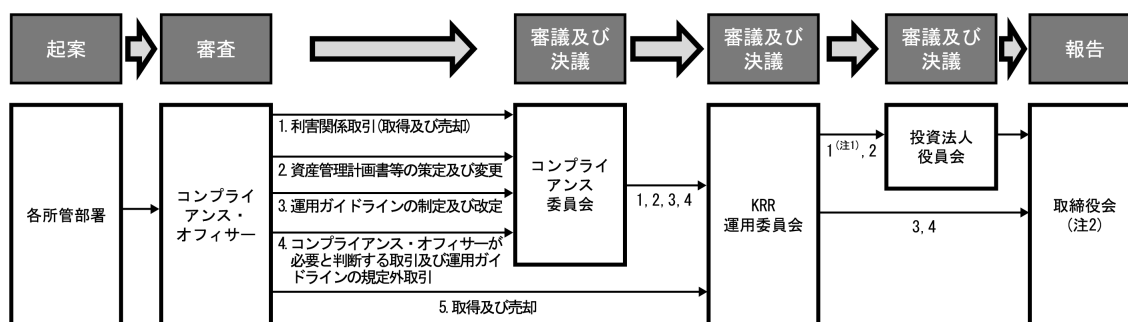 起案
審査
審議及び
決議
審議及び
決議
審議及び
決議
報告
各所管部署
コンプライ
アンス・
オフィサー
1. 利害関係取引(取得及び売却)
2. 資産管理計画書等の策定及び変更
3. 運用ガイドラインの制定及び改定
4. コンプライアンス・オフィサーが
必要と判断する取引及び運用ガイ
ドラインの規定外取引
5. 取得及び売却
コンプライ
アンス
委員会
1, 2, 3, 4
KRR
運用委員会
1(注1), 2
3, 4
投資法人
役員会
取締役会
(注2)